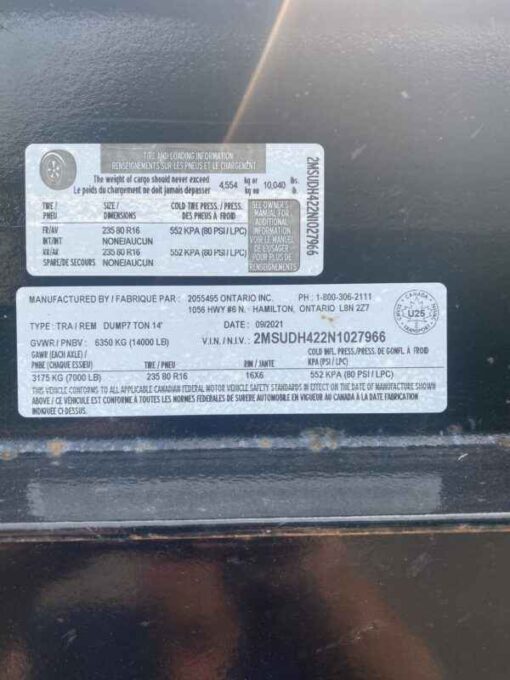 TIRE AND LOADING INFORMATION
RENSEIGNEMENTS SUR LES PNEUS ET LE CHARGEMENT
The weight of cargo should never exceed 4,554 kg or 10,040 lbs.
Le poids du chargement ne doit jamais dépasser kg ou lb.
TIRE / SIZE / COLD TIRE PRESS. / PRESS.
PNEU DIMENSIONS DES PNEUS À FROID
FR/AV 235 80 R16 552 KPA (80 PSI / LPC)
INT/INT NONE/AUCUN
RR/AR 235 80 R16 552 KPA (80 PSI / LPC)
SPARE/DE SECOURS NONE/AUCUN
SEE OWNER'S
MANUAL FOR
ADDITIONAL
INFORMATION
VOIR LE MANUEL
DE L'USAGER
POUR PLUS DE
RENSEIGNEMENTS
2MSUDH422N1027966
MANUFACTURED BY / FABRIQUE PAR : 2055495 ONTARIO INC. PH : 1-800-306-2111
1056 HWY #6 N. · HAMILTON, ONTARIO L8N 2Z7
TYPE : TRA / REM DUMP7 TON 14' DATE : 09/2021
GVWR / PNBV : 6350 KG (14000 LB) V.I.N. / N.I.V. : 2MSUDH422N1027966
GAWR (EACH AXLE) / RIM / COLD INFL. PRESS./PRESS. DE GONFL. À FROID
PNBE (CHAQUE ESSIEU) TIRE/PNEU JANTE KPA (PSI / LPC)
3175 KG (7000 LB) 235 80 R16 16X6 552 KPA (80 PSI / LPC)
THIS VEHICLE CONFORMS TO ALL APPLICABLE CANADIAN FEDERAL MOTOR VEHICLE SAFETY STANDARDS IN EFFECT ON THE DATE OF MANUFACTURE SHOWN
ABOVE./CE VEHICULE EST CONFORME À TOUTES LES NORMES FEDERALES DE SURERE AUTOMOBILE EN VIGUEUR AU CANADA À LA DATE FABRICATION
INDIQUEE CI-DESSUS.
CANADA
U25